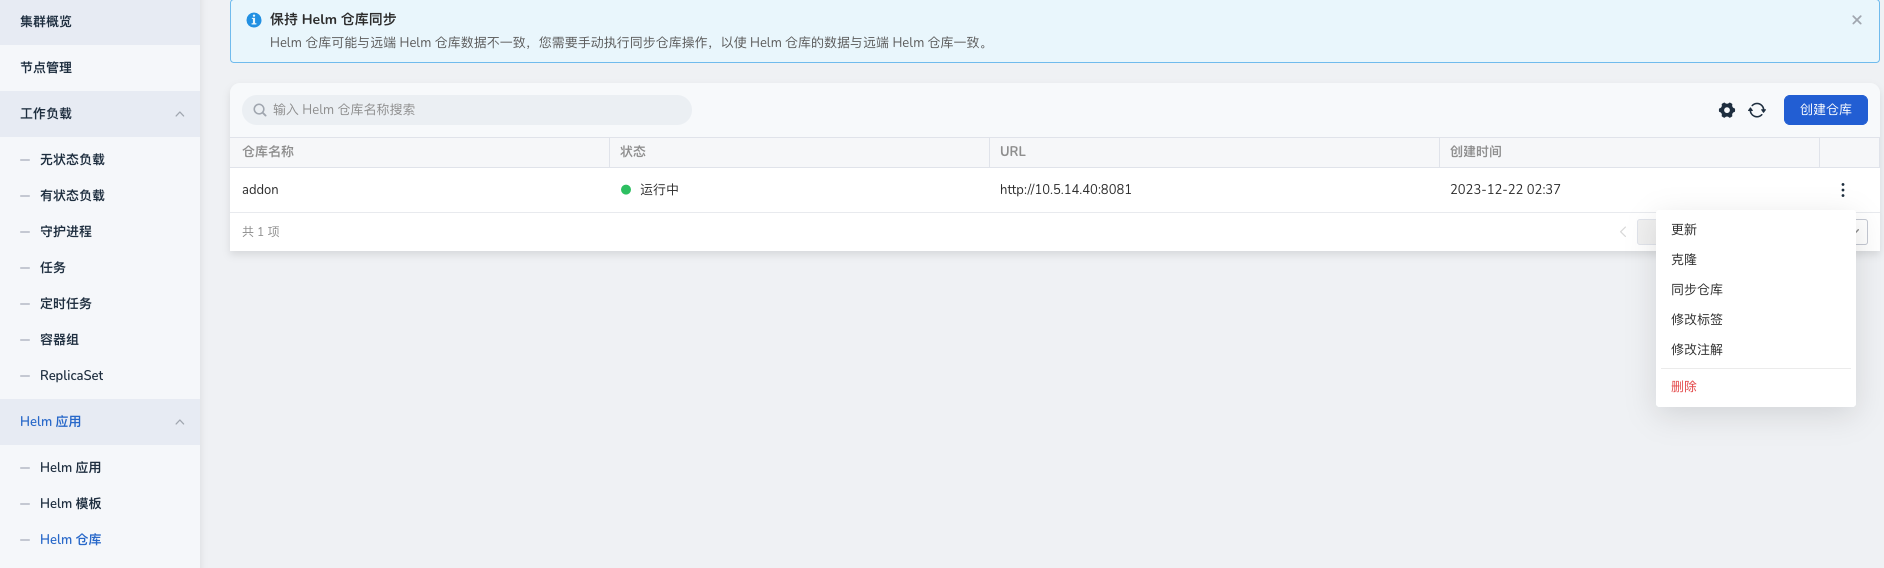 集群概览
节点管理
工作负载
无状态负载
有状态负载
守护进程
任务
定时任务
容器组
ReplicaSet
Helm 应用
Helm 应用
Helm 模板
Helm 仓库
保持 Helm 仓库同步
Helm 仓库可能与远端 Helm 仓库数据不一致，您需要手动执行同步仓库操作，以使 Helm 仓库的数据与远端 Helm 仓库一致。
输入 Helm 仓库名称搜索
创建仓库
仓库名称 状态 URL 创建时间
addon 运行中 http://10.5.14.40:8081 2023-12-22 02:37
共 1 项
更新
克隆
同步仓库
修改标签
修改注解
删除